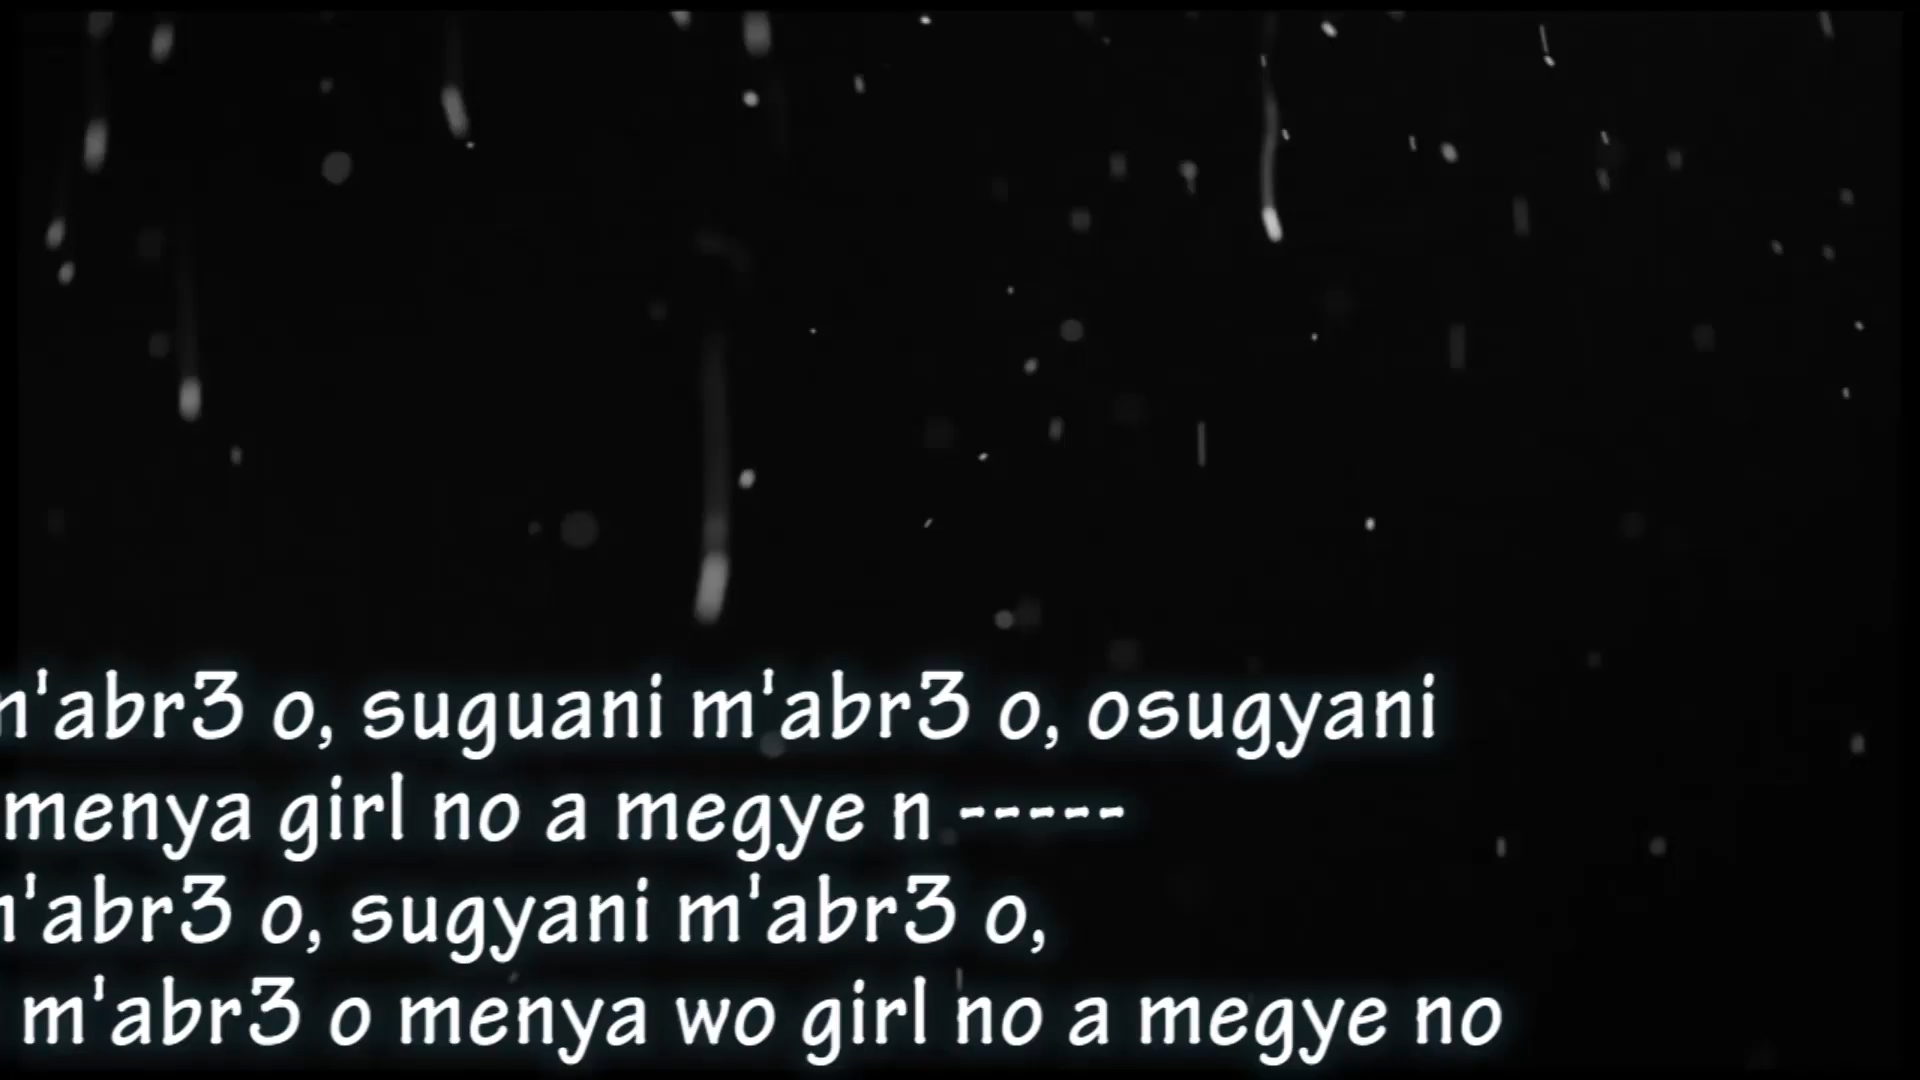 m'abr3 o, suguani m'abr3 o, osugyani
menya girl no a megye n -----
m'abr3 o, sugyani m'abr3 o,
m'abr3 o menya wo girl no a megye no